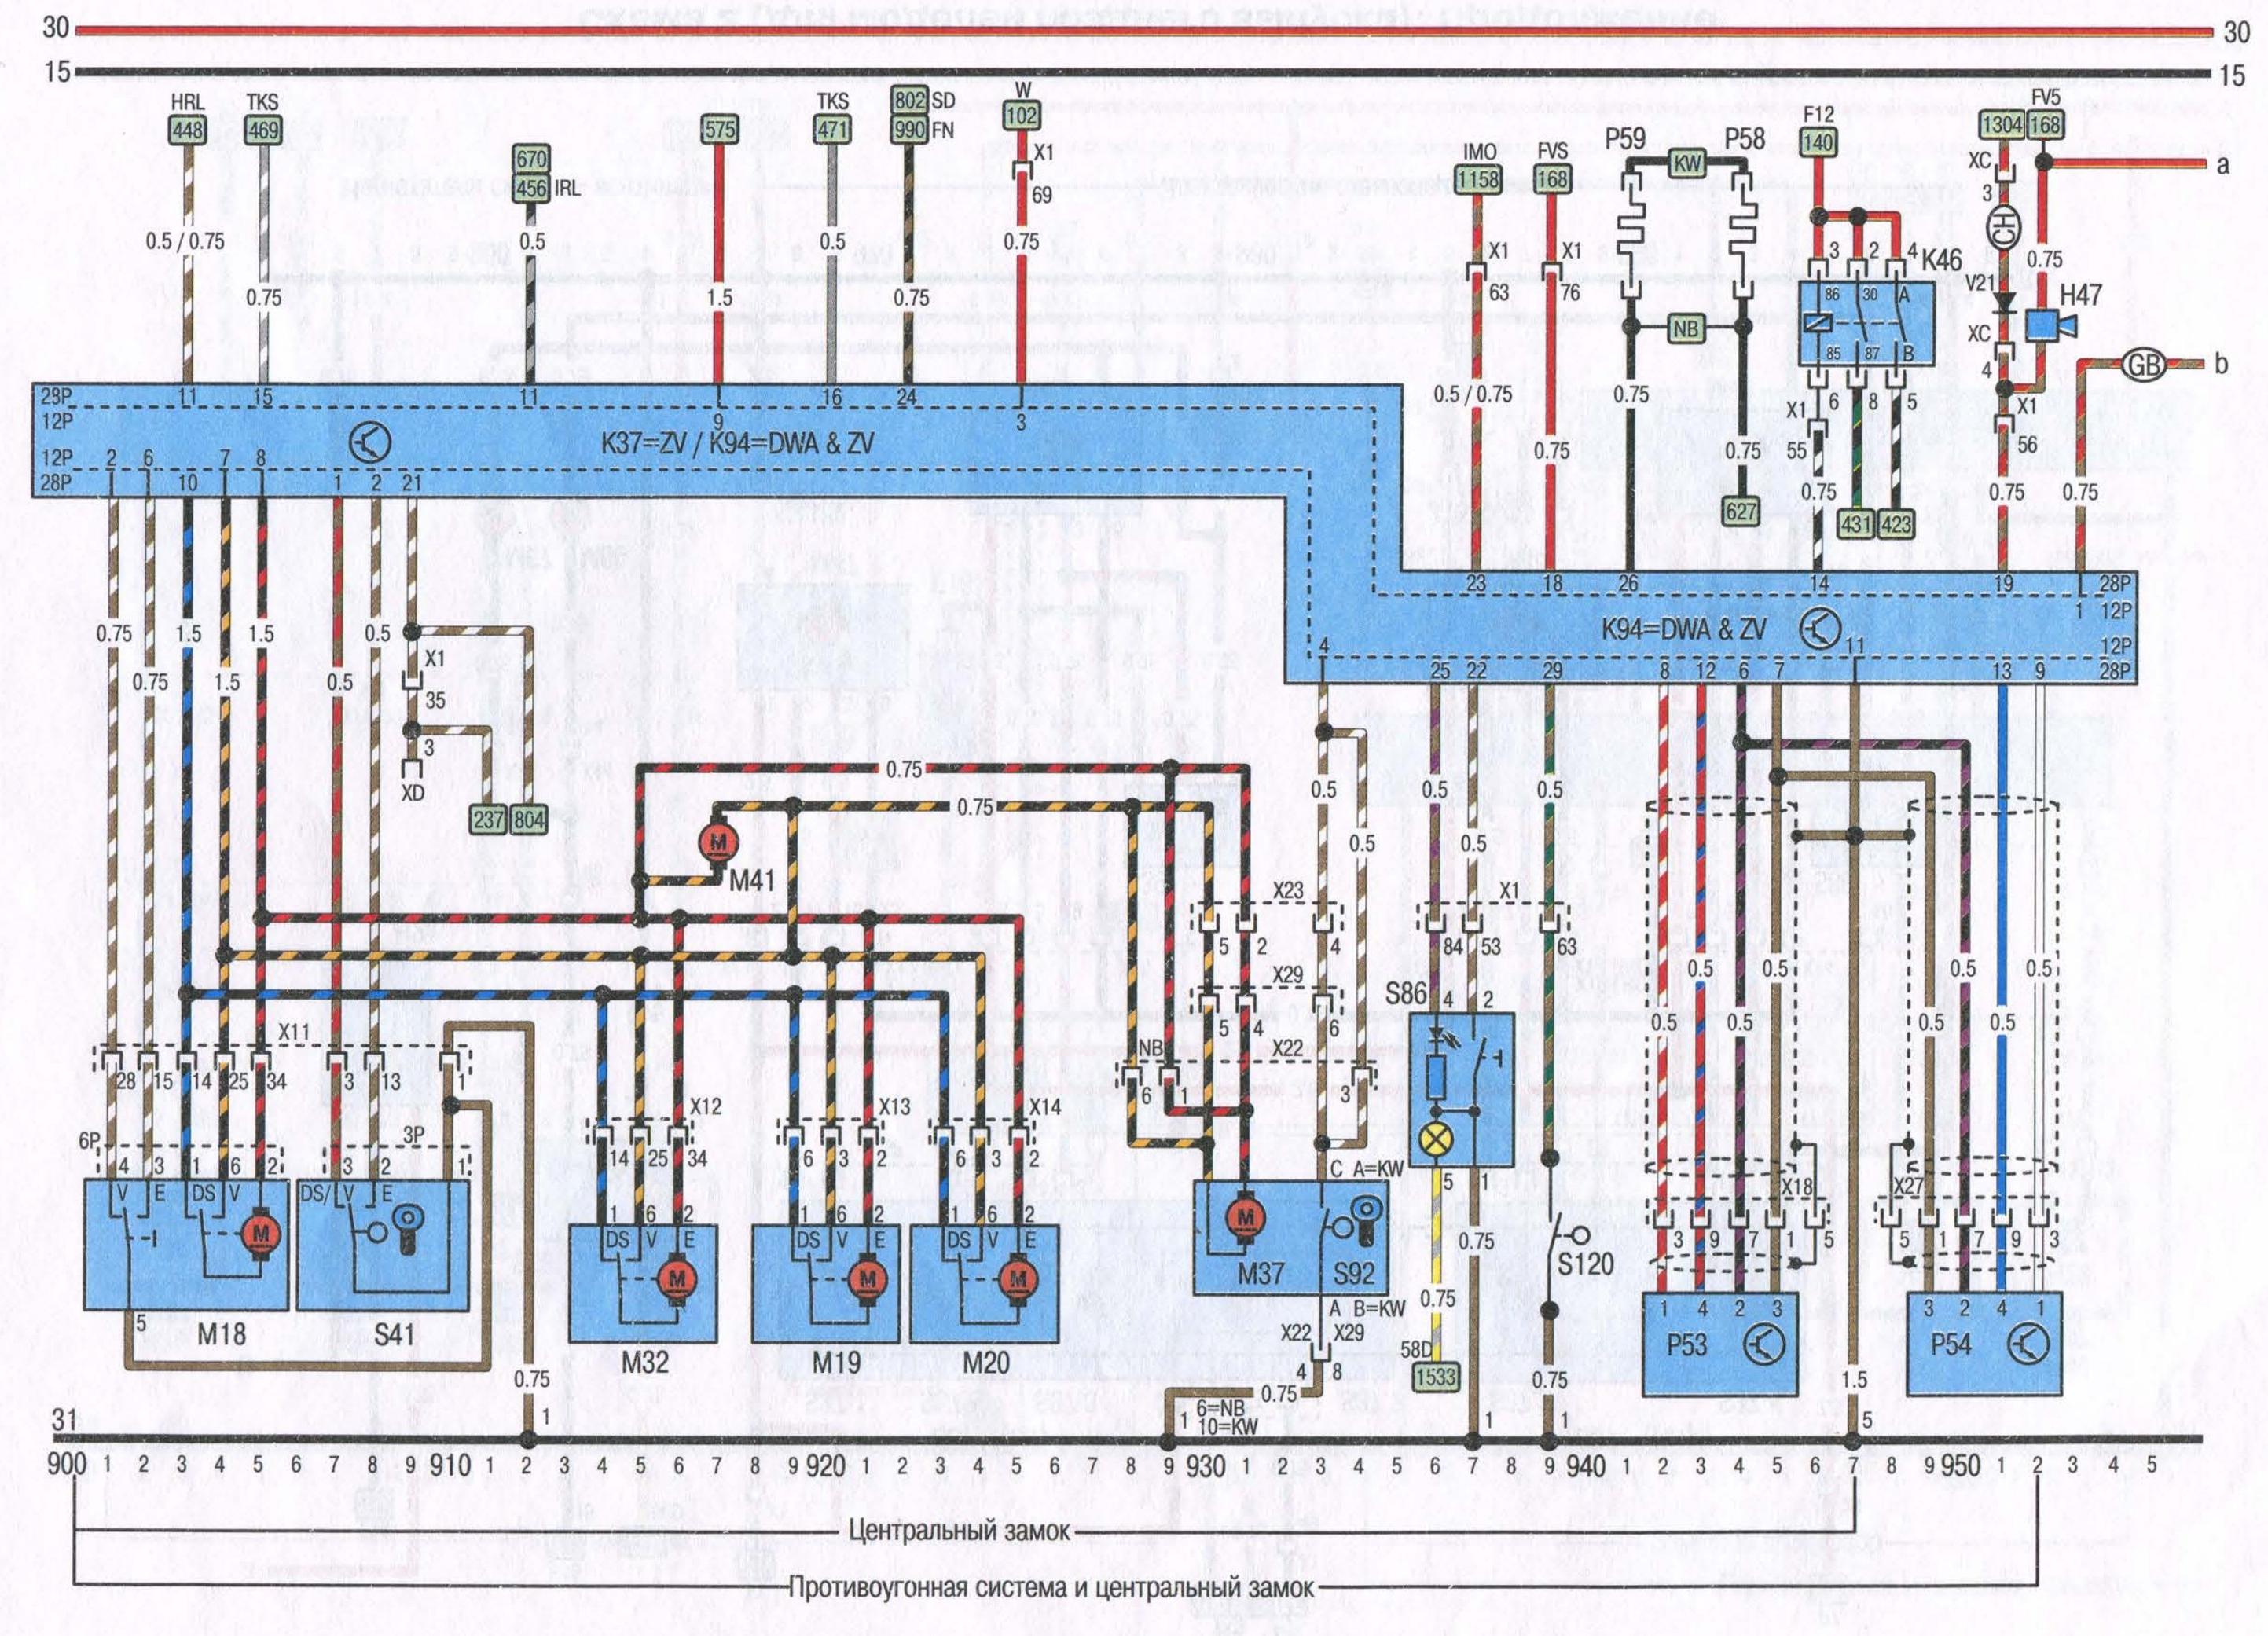 30 30
15 15
HRL TKS TKS 802 SD W FV5
448 469 575 471 990 FN 102 F12 1304 168
670 X1 IMO FVS P59 P58 140 XC a
456 IRL 69 1158 168 KW 3
0.5 / 0.75 0.5 0.5 0.75 X1 X1 3 2 4 K46 CH 0.75
0.75 1.5 0.75 63 76 86 30 A V21 H47
NB 85 87 B XC
29P 11 15 11 16 24 4 GB b
12P 9 3 0.5 / 0.75 0.75 X1 6 8 5 X1
K37=ZV / K94=DWA & ZV
12P 2 6 7 8 0.75 0.75 55 56
28P 1 2 10 4 5 1 2 21 0.75 0.75 0.75
627 431 423
23 18 26 14 19 28P
1 12P
0.75 1.5 1.5 0.5 K94=DWA & ZV
X1 4 11 12P
0.75 1.5 0.5 35 25 22 29 8 12 6 7 13 9 28P
3
0.75
XD 0.5 0.5 0.5
237 804 0.75
M 0.5 0.5
M41 X23 X1
5 2 4 84 53 63
0.5 0.5 0.5 0.5
X29
X11 5 4 6 S86 4 2 0.5 0.5 0.5 0.5
NB X22
28 15 14 25 34 3 13 1 6 1 3
X12 X13 X14
6P 3P
14 25 34 6 3 2 6 3 2
4 3 1 6 2 3 2 1 C A=KW
V E DS V DS/ V E 5 1 X18 X27
M 1 6 2 1 6 2 1 6 2 M 3 9 7 1 5 5 1 7 9 3
DS V E DS V E DS V E 0.75
M M M M37 S92 S120
5 A B=KW 0.75 1 4 2 3 3 2 4 1
M18 S41 X22 X29 P53 P54
M32 M19 M20 58D
0.75 4 8 1533 0.75 1.5
0.75
31 1 1 6=NB 1 1 5
10=KW
900 1 2 3 4 5 6 7 8 9 910 1 2 3 4 5 6 7 8 9 920 1 2 3 4 5 6 7 8 9 930 1 2 3 4 5 6 7 8 9 940 1 2 3 4 5 6 7 8 9 950 1 2 3 4 5
Центральный замок
Противоугонная система и центральный замок